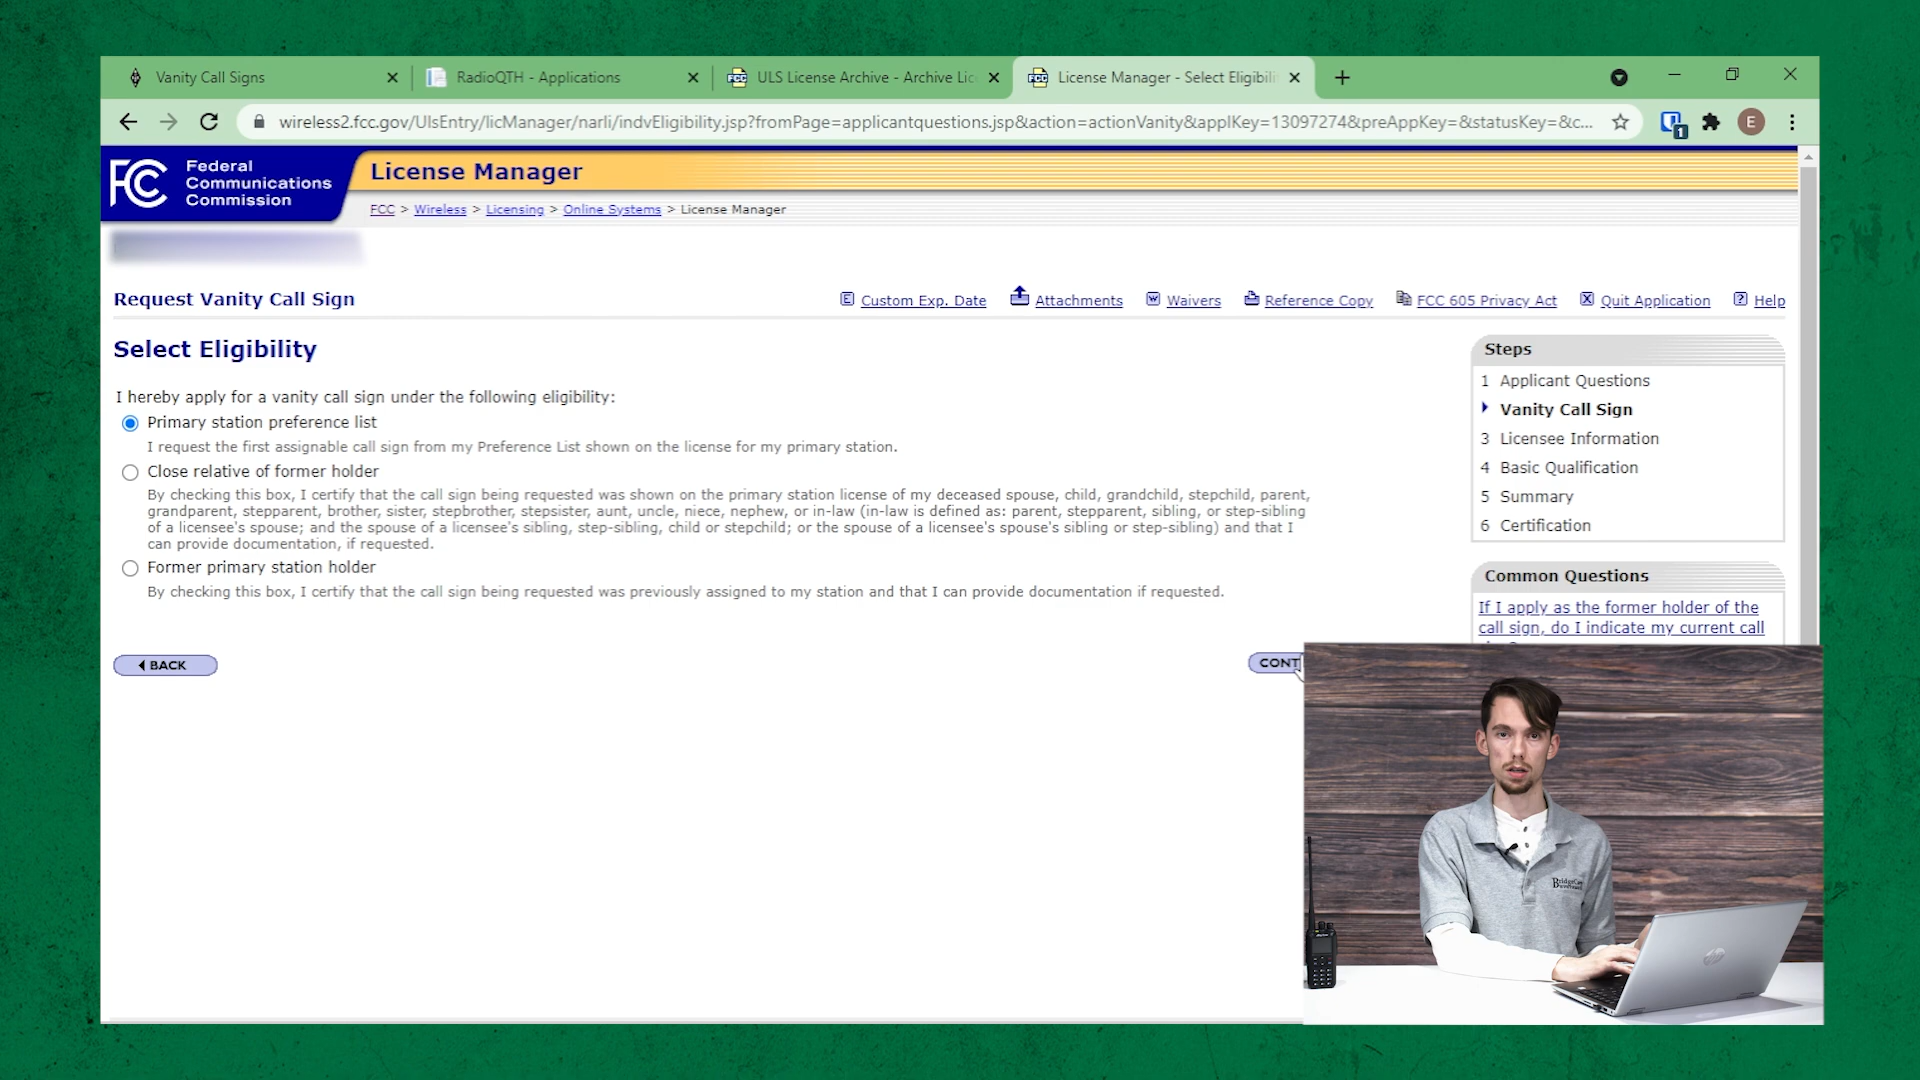 Vanity Call Signs
RadioQTH - Applications
ULS License Archive - Archive Lic
License Manager - Select Eligibili
wireless2.fcc.gov/UlsEntry/licManager/narli/indvEligibility.jsp?fromPage=applicantquestions.jsp&action=actionVanity&applKey=13097274&preAppKey=&statusKey=&c...
1
E
FCC
Federal
Communications
Commission
License Manager
FCC > Wireless > Licensing > Online Systems > License Manager
Request Vanity Call Sign
Custom Exp. Date
Attachments
Waivers
Reference Copy
FCC 605 Privacy Act
Quit Application
Help
Select Eligibility
I hereby apply for a vanity call sign under the following eligibility:
Primary station preference list
I request the first assignable call sign from my Preference List shown on the license for my primary station.
Close relative of former holder
By checking this box, I certify that the call sign being requested was shown on the primary station license of my deceased spouse, child, grandchild, stepchild, parent,
grandparent, stepparent, brother, sister, stepbrother, stepsister, aunt, uncle, niece, nephew, or in-law (in-law is defined as: parent, stepparent, sibling, or step-sibling
of a licensee's spouse; and the spouse of a licensee's sibling, step-sibling, child or stepchild; or the spouse of a licensee's spouse's sibling or step-sibling) and that I
can provide documentation, if requested.
Former primary station holder
By checking this box, I certify that the call sign being requested was previously assigned to my station and that I can provide documentation if requested.
BACK
CONT
Steps
1 Applicant Questions
Vanity Call Sign
3 Licensee Information
4 Basic Qualification
5 Summary
6 Certification
Common Questions
If I apply as the former holder of the
call sign, do I indicate my current call
hp